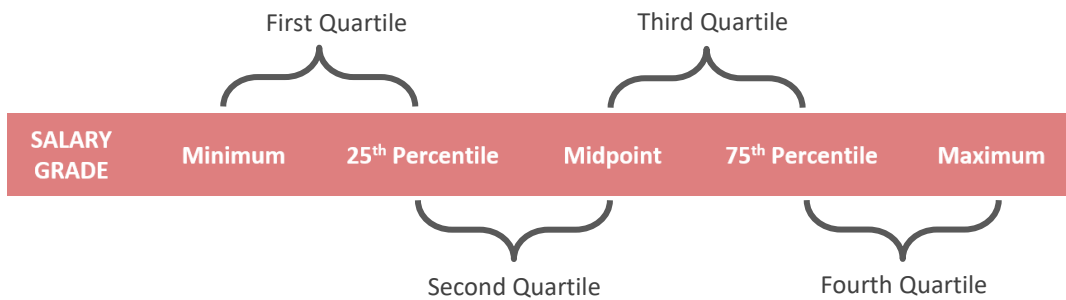 First Quartile
Third Quartile
SALARY
GRADE
Minimum
25th Percentile
Midpoint
75th Percentile
Maximum
Second Quartile
Fourth Quartile